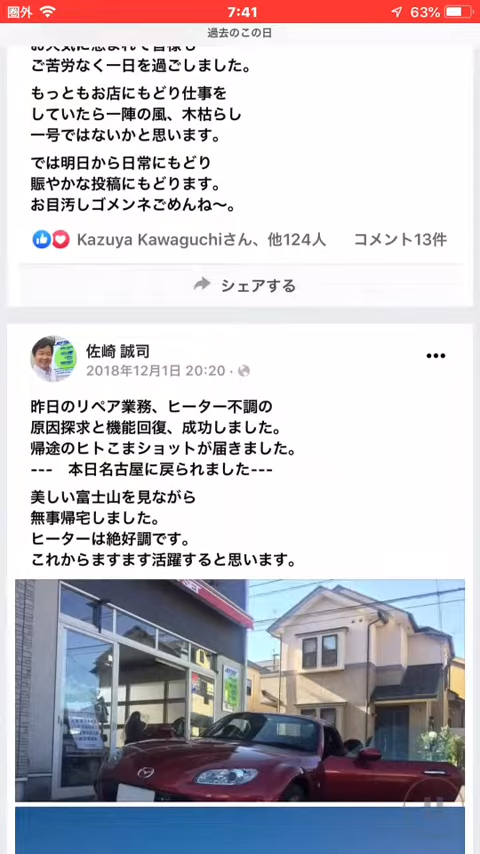 圏外
7:41
63%
過去のこの日
お天気に恵まれて皆様も
ご苦労なく一日を過ごしました。
もっともお店にもどり仕事を
していたら一陣の風、木枯らし
一号ではないかと思います。
では明日から日常にもどり
賑やかな投稿にもどります。
お目汚しゴメンネごめんね〜。
Kazuya Kawaguchiさん、他124人 コメント13件
シェアする
佐崎 誠司
2018年12月1日 20:20
昨日のリペア業務、ヒーター不調の
原因探求と機能回復、成功しました。
帰途のヒトこまショットが届きました。
--- 本日名古屋に戻られました---
美しい富士山を見ながら
無事帰宅しました。
ヒーターは絶好調です。
これからますます活躍すると思います。